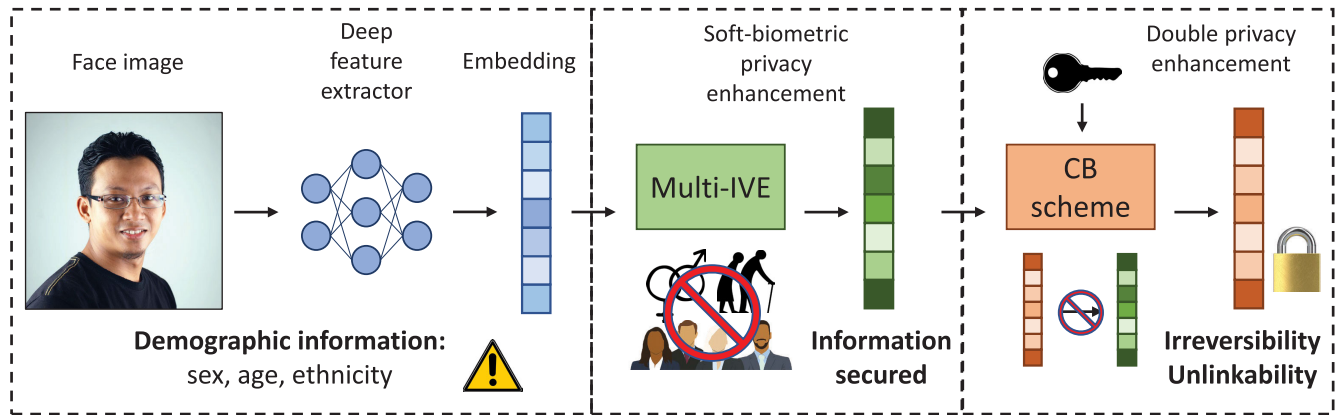 Face image
Deep
feature
extractor
Embedding
Demographic information:
sex, age, ethnicity
Soft-biometric
privacy
enhancement
Multi-IVE
Information
secured
Double privacy
enhancement
CB
scheme
Irreversibility
Unlinkability